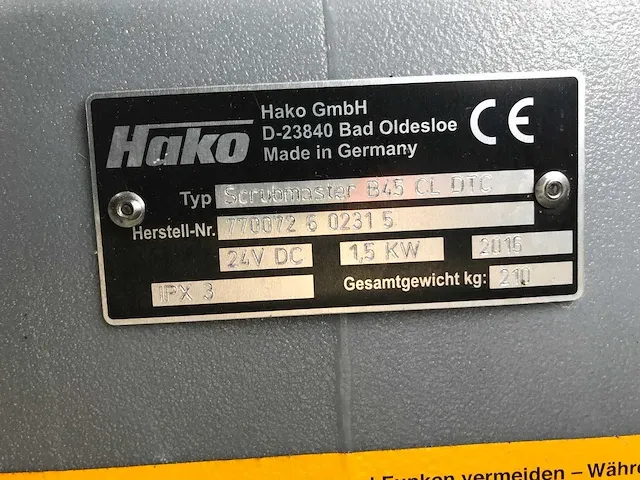 Hako
Hako GmbH
D-23840 Bad Oldesloe
Made in Germany
CE
Typ Scrubmaster B45 CL DTC
Herstell-Nr. 770072 6 0231 5
24V DC 1,5 KW 2016
IPX 3 Gesamtgewicht kg: 210
Funken vermeiden – Währe